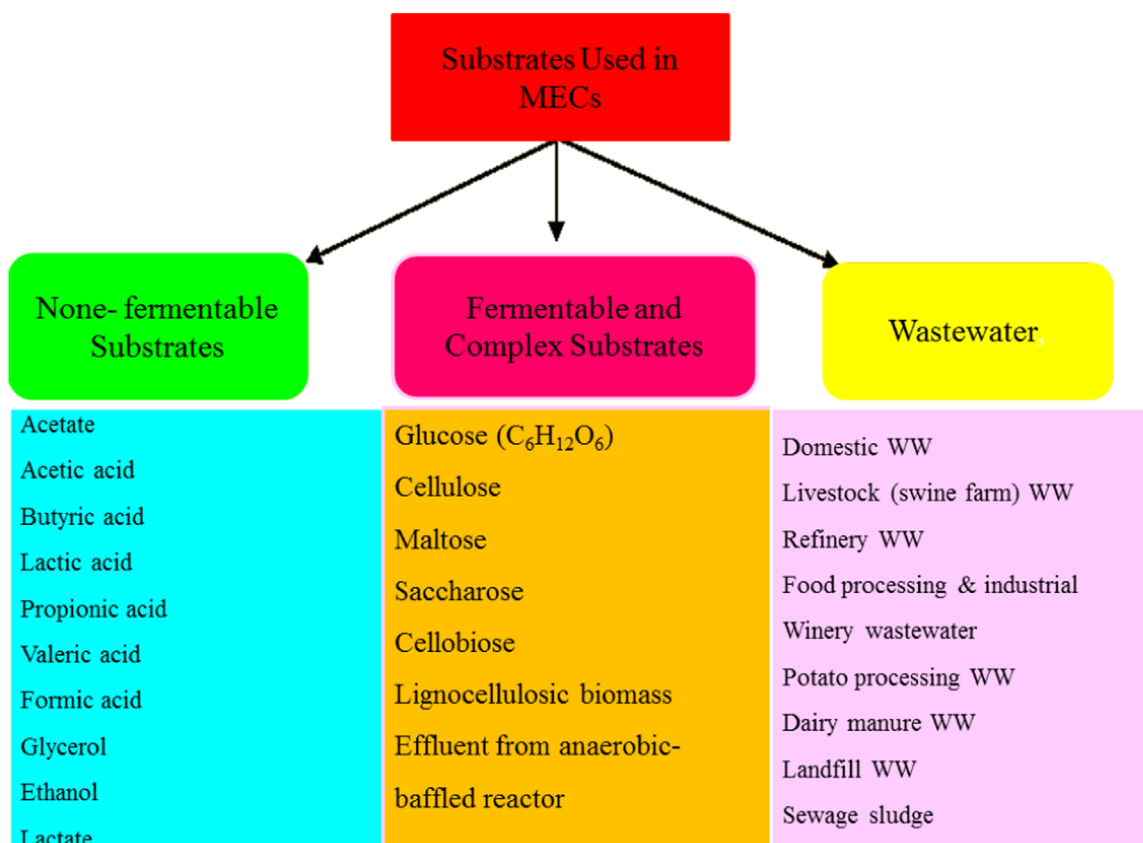 Substrates Used in
MECs
None- fermentable
Substrates
Fermentable and
Complex Substrates
Wastewater,
Acetate
Acetic acid
Butyric acid
Lactic acid
Propionic acid
Valeric acid
Formic acid
Glycerol
Ethanol
Lactate
Glucose (C₆H₁₂O₆)
Cellulose
Maltose
Saccharose
Cellobiose
Lignocellulosic biomass
Effluent from anaerobic-
baffled reactor
Domestic WW
Livestock (swine farm) WW
Refinery WW
Food processing & industrial
Winery wastewater
Potato processing WW
Dairy manure WW
Landfill WW
Sewage sludge